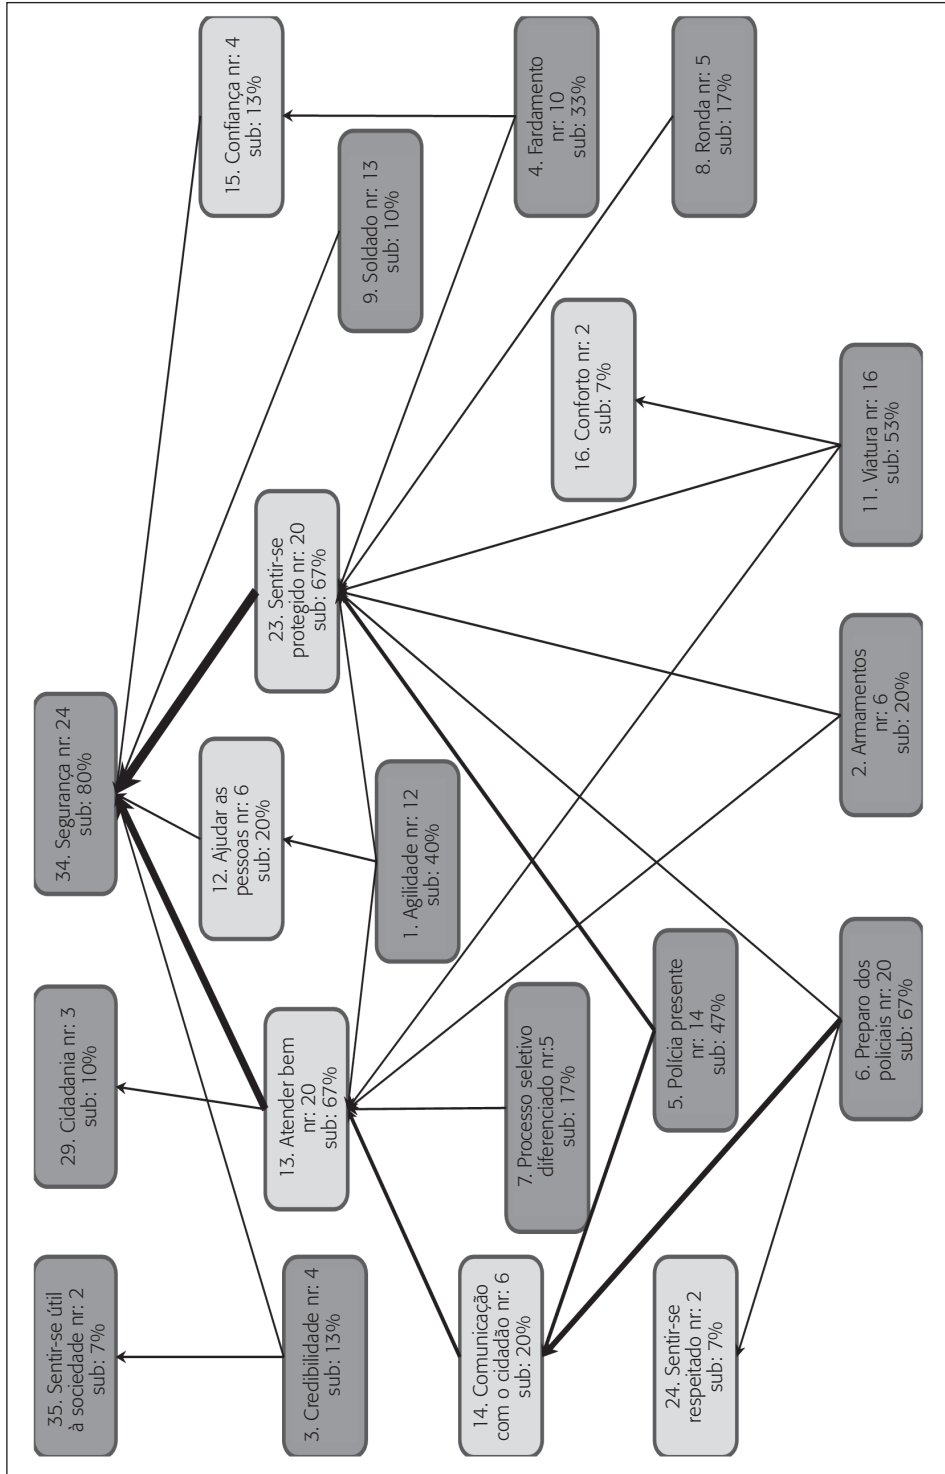 35. Sentir-se útil
à sociedade nr: 2
sub: 7%
29. Cidadania nr: 3
sub: 10%
34. Segurança nr: 24
sub: 80%
3. Credibilidade nr: 4
sub: 13%
13. Atender bem
nr: 20
sub: 67%
12. Ajudar as
pessoas nr: 6
sub: 20%
23. Sentir-se
protegido nr: 20
sub: 67%
15. Confiança nr: 4
sub: 13%
14. Comunicação
com o cidadão nr: 6
sub: 20%
7. Processo seletivo
diferenciado nr:5
sub: 17%
1. Agilidade nr: 12
sub: 40%
9. Soldado nr: 13
sub: 10%
4. Fardamento
nr: 10
sub: 33%
24. Sentir-se
respeitado nr: 2
sub: 7%
5. Polícia presente
nr: 14
sub: 47%
16. Conforto nr: 2
sub: 7%
8. Ronda nr: 5
sub: 17%
6. Preparo dos
policiais nr: 20
sub: 67%
2. Armamentos
nr: 6
sub: 20%
11. Viatura nr: 16
sub: 53%